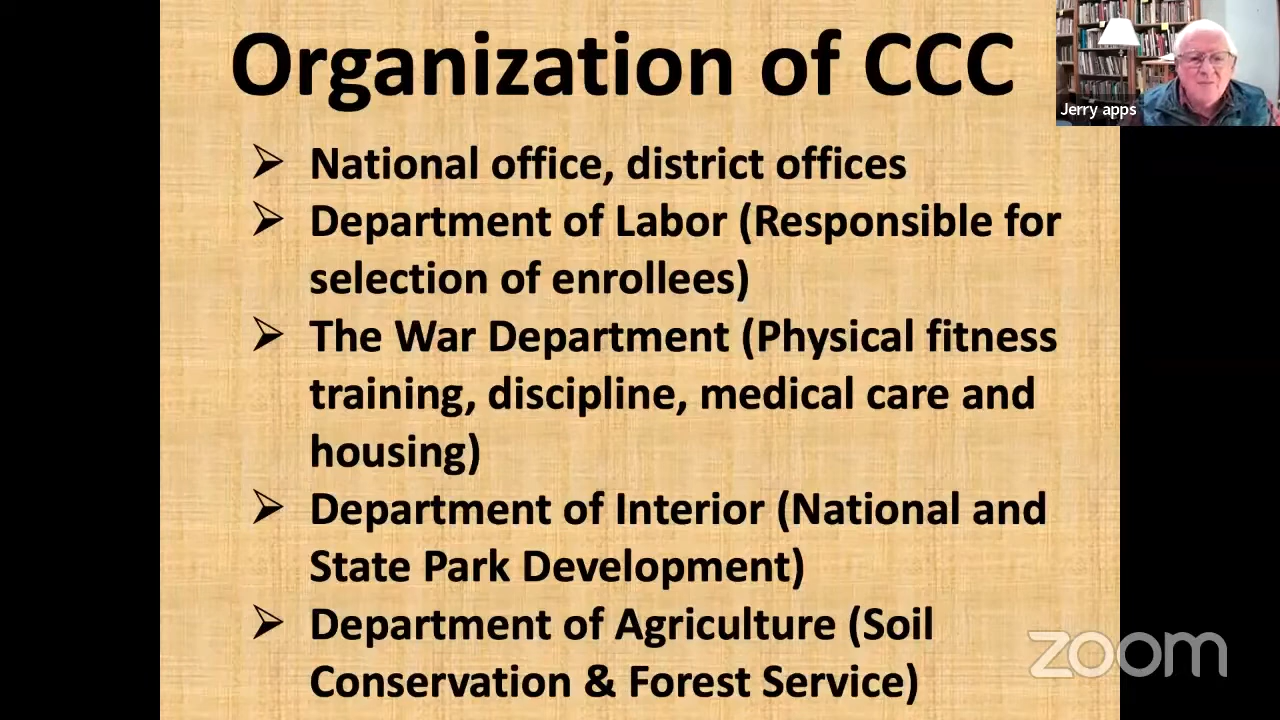 Organization of CCC
Jerry apps
➢ National office, district offices
➢ Department of Labor (Responsible for
selection of enrollees)
➢ The War Department (Physical fitness
training, discipline, medical care and
housing)
➢ Department of Interior (National and
State Park Development)
➢ Department of Agriculture (Soil
Conservation & Forest Service)
zoom